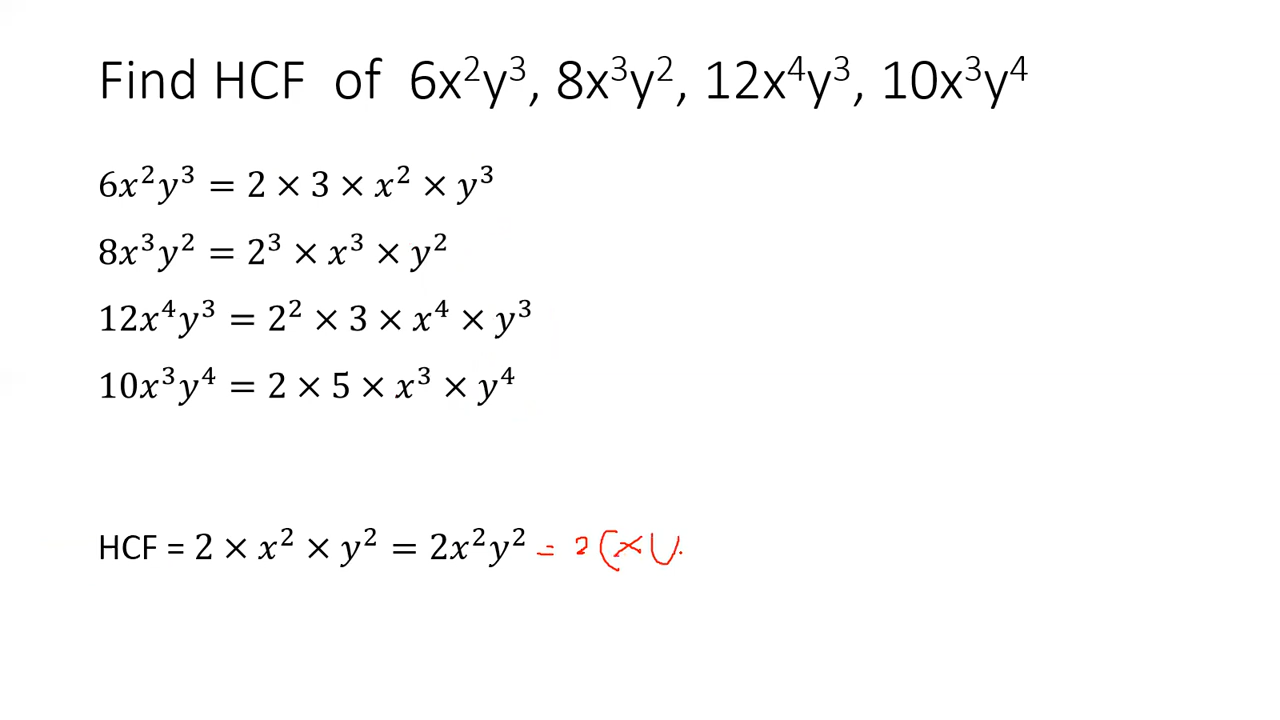 Find HCF of 6x²y³, 8x³y², 12x⁴y³, 10x³y⁴
6x²y³ = 2 × 3 × x² × y³
8x³y² = 2³ × x³ × y²
12x⁴y³ = 2² × 3 × x⁴ × y³
10x³y⁴ = 2 × 5 × x³ × y⁴
HCF = 2 × x² × y² = 2x²y² = 2(x